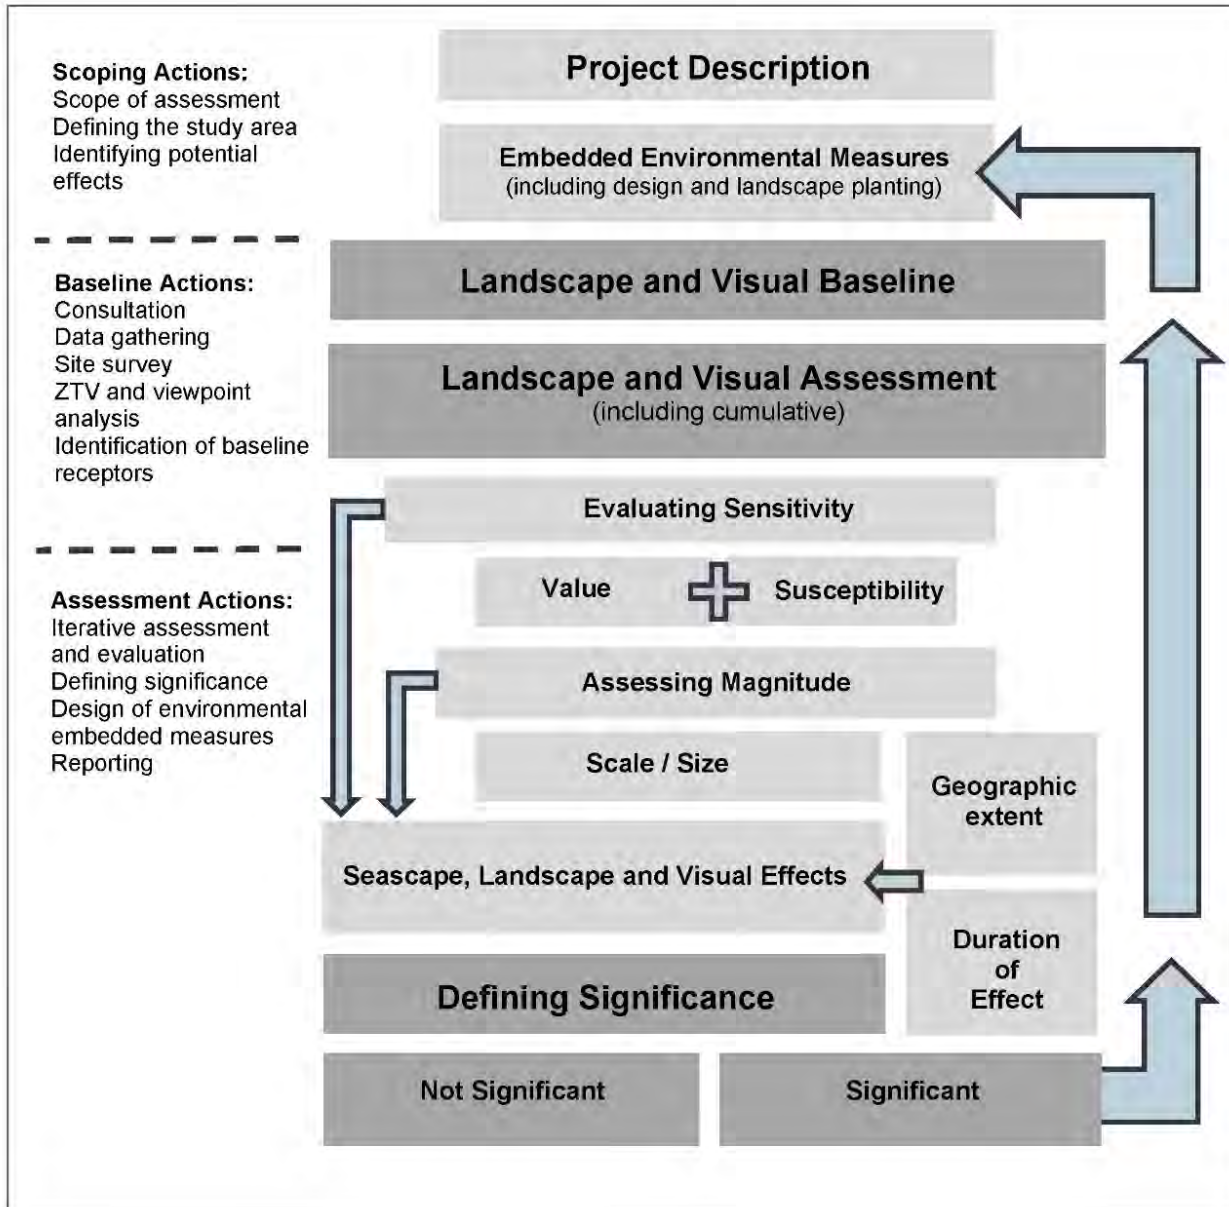 Scoping Actions:
Scope of assessment
Defining the study area
Identifying potential
effects
Baseline Actions:
Consultation
Data gathering
Site survey
ZTV and viewpoint
analysis
Identification of baseline
receptors
Assessment Actions:
Iterative assessment
and evaluation
Defining significance
Design of environmental
embedded measures
Reporting
Project Description
Embedded Environmental Measures
(including design and landscape planting)
Landscape and Visual Baseline
Landscape and Visual Assessment
(including cumulative)
Evaluating Sensitivity
Value
Susceptibility
Assessing Magnitude
Scale / Size
Geographic
extent
Seascape, Landscape and Visual Effects
Duration
of
Effect
Defining Significance
Not Significant
Significant